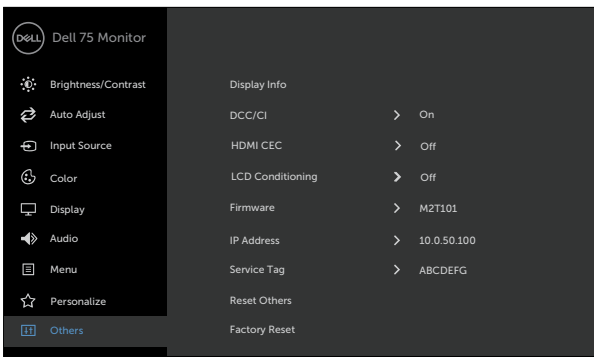 DELL Dell 75 Monitor
Brightness/Contrast Display Info
Auto Adjust DCC/CI On
Input Source HDMI CEC Off
Color LCD Conditioning Off
Display Firmware M2T101
Audio IP Address 10.0.50.100
Menu Service Tag ABCDEFG
Personalize Reset Others
Others Factory Reset